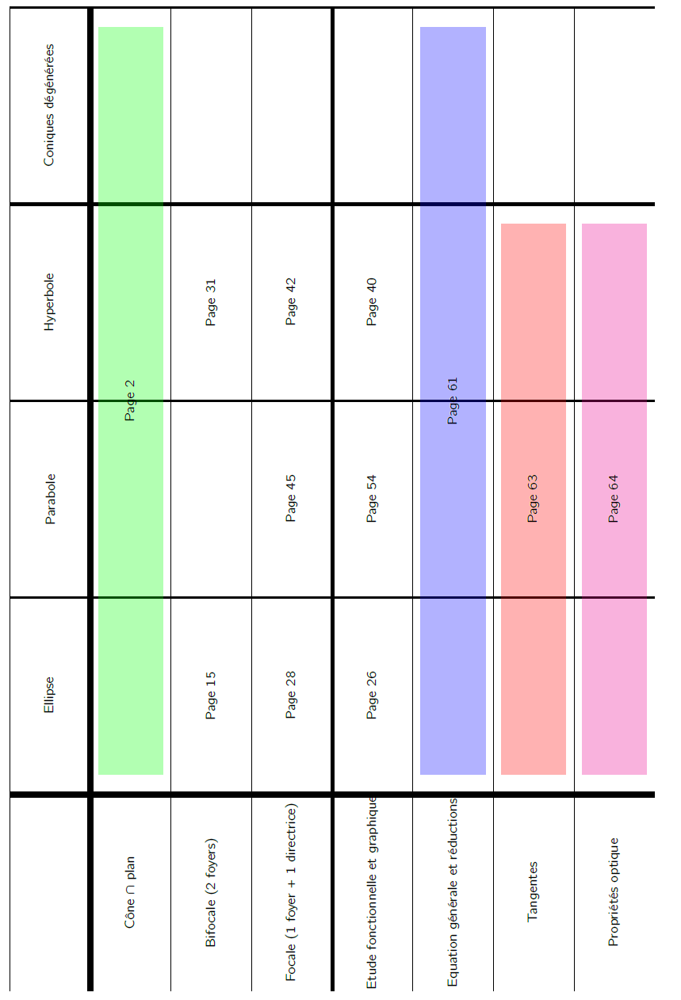 Ellipse
Parabole
Hyperbole
Coniques dégénérées
Cône ∩ plan
Page 2
Bifocale (2 foyers)
Page 15
Page 31
Focale (1 foyer + 1 directrice)
Page 28
Page 45
Page 42
Etude fonctionnelle et graphique
Page 26
Page 54
Page 40
Equation générale et réductions
Page 61
Tangentes
Page 63
Propriétés optique
Page 64